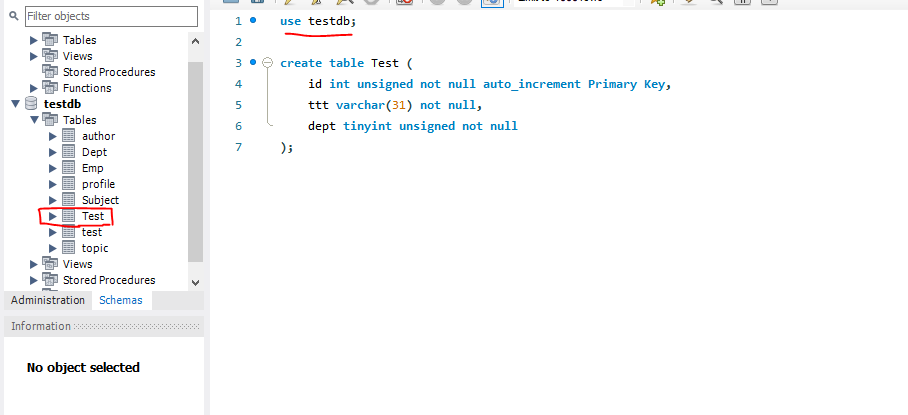 Filter objects
Tables
Views
Stored Procedures
Functions
testdb
Tables
author
Dept
Emp
profile
Subject
Test
test
topic
Views
Stored Procedures
Administration
Schemas
Information
No object selected
1
use testdb;
2
3
create table Test (
4
id int unsigned not null auto_increment Primary Key,
5
ttt varchar(31) not null,
6
dept tinyint unsigned not null
7
);